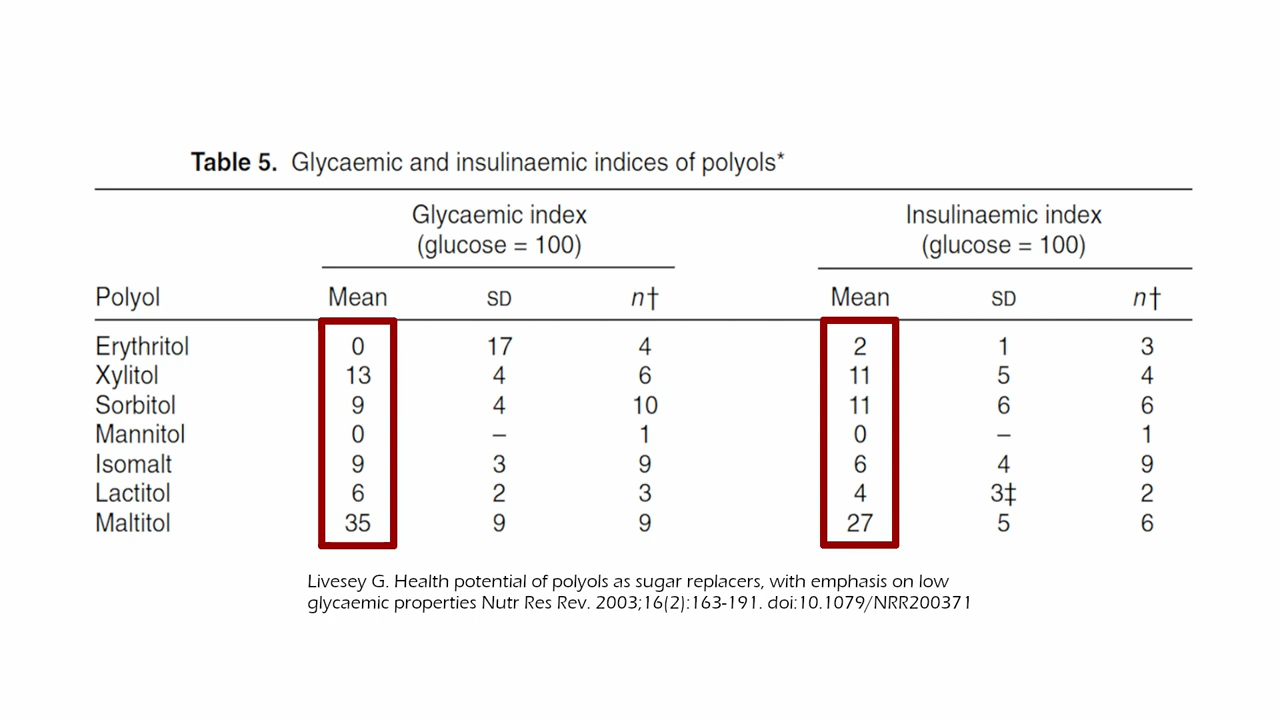 Table 5. Glycaemic and insulinaemic indices of polyols*
Glycaemic index Insulinaemic index
(glucose = 100) (glucose = 100)
Polyol Mean SD n† Mean SD n†
Erythritol 0 17 4 2 1 3
Xylitol 13 4 6 11 5 4
Sorbitol 9 4 10 11 6 6
Mannitol 0 – 1 0 – 1
Isomalt 9 3 9 6 4 9
Lactitol 6 2 3 4 3‡ 2
Maltitol 35 9 9 27 5 6
Livesey G. Health potential of polyols as sugar replacers, with emphasis on low
glycaemic properties Nutr Res Rev. 2003;16(2):163-191. doi:10.1079/NRR200371